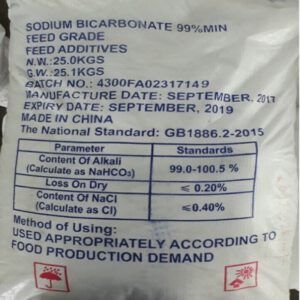 SODIUM BICARBONATE 99%MIN
FEED GRADE
FEED ADDITIVES
N.W.:25.0KGS
G.W.:25.1KGS
BATCH NO.: 4300FA02317149
MANUFACTURE DATE: SEPTEMBER, 2017
EXPIRY DATE: SEPTEMBER, 2019
MADE IN CHINA
The National Standard: GB1886.2-2015
Parameter Standards
Content Of Alkali
(Calculate as NaHCO₃) 99.0-100.5 %
Loss On Dry ≤ 0.20%
Content Of NaCl
(Calculate as Cl) ≤0.40%
Method of Using:
USED APPROPRIATELY ACCORDING TO
FOOD PRODUCTION DEMAND